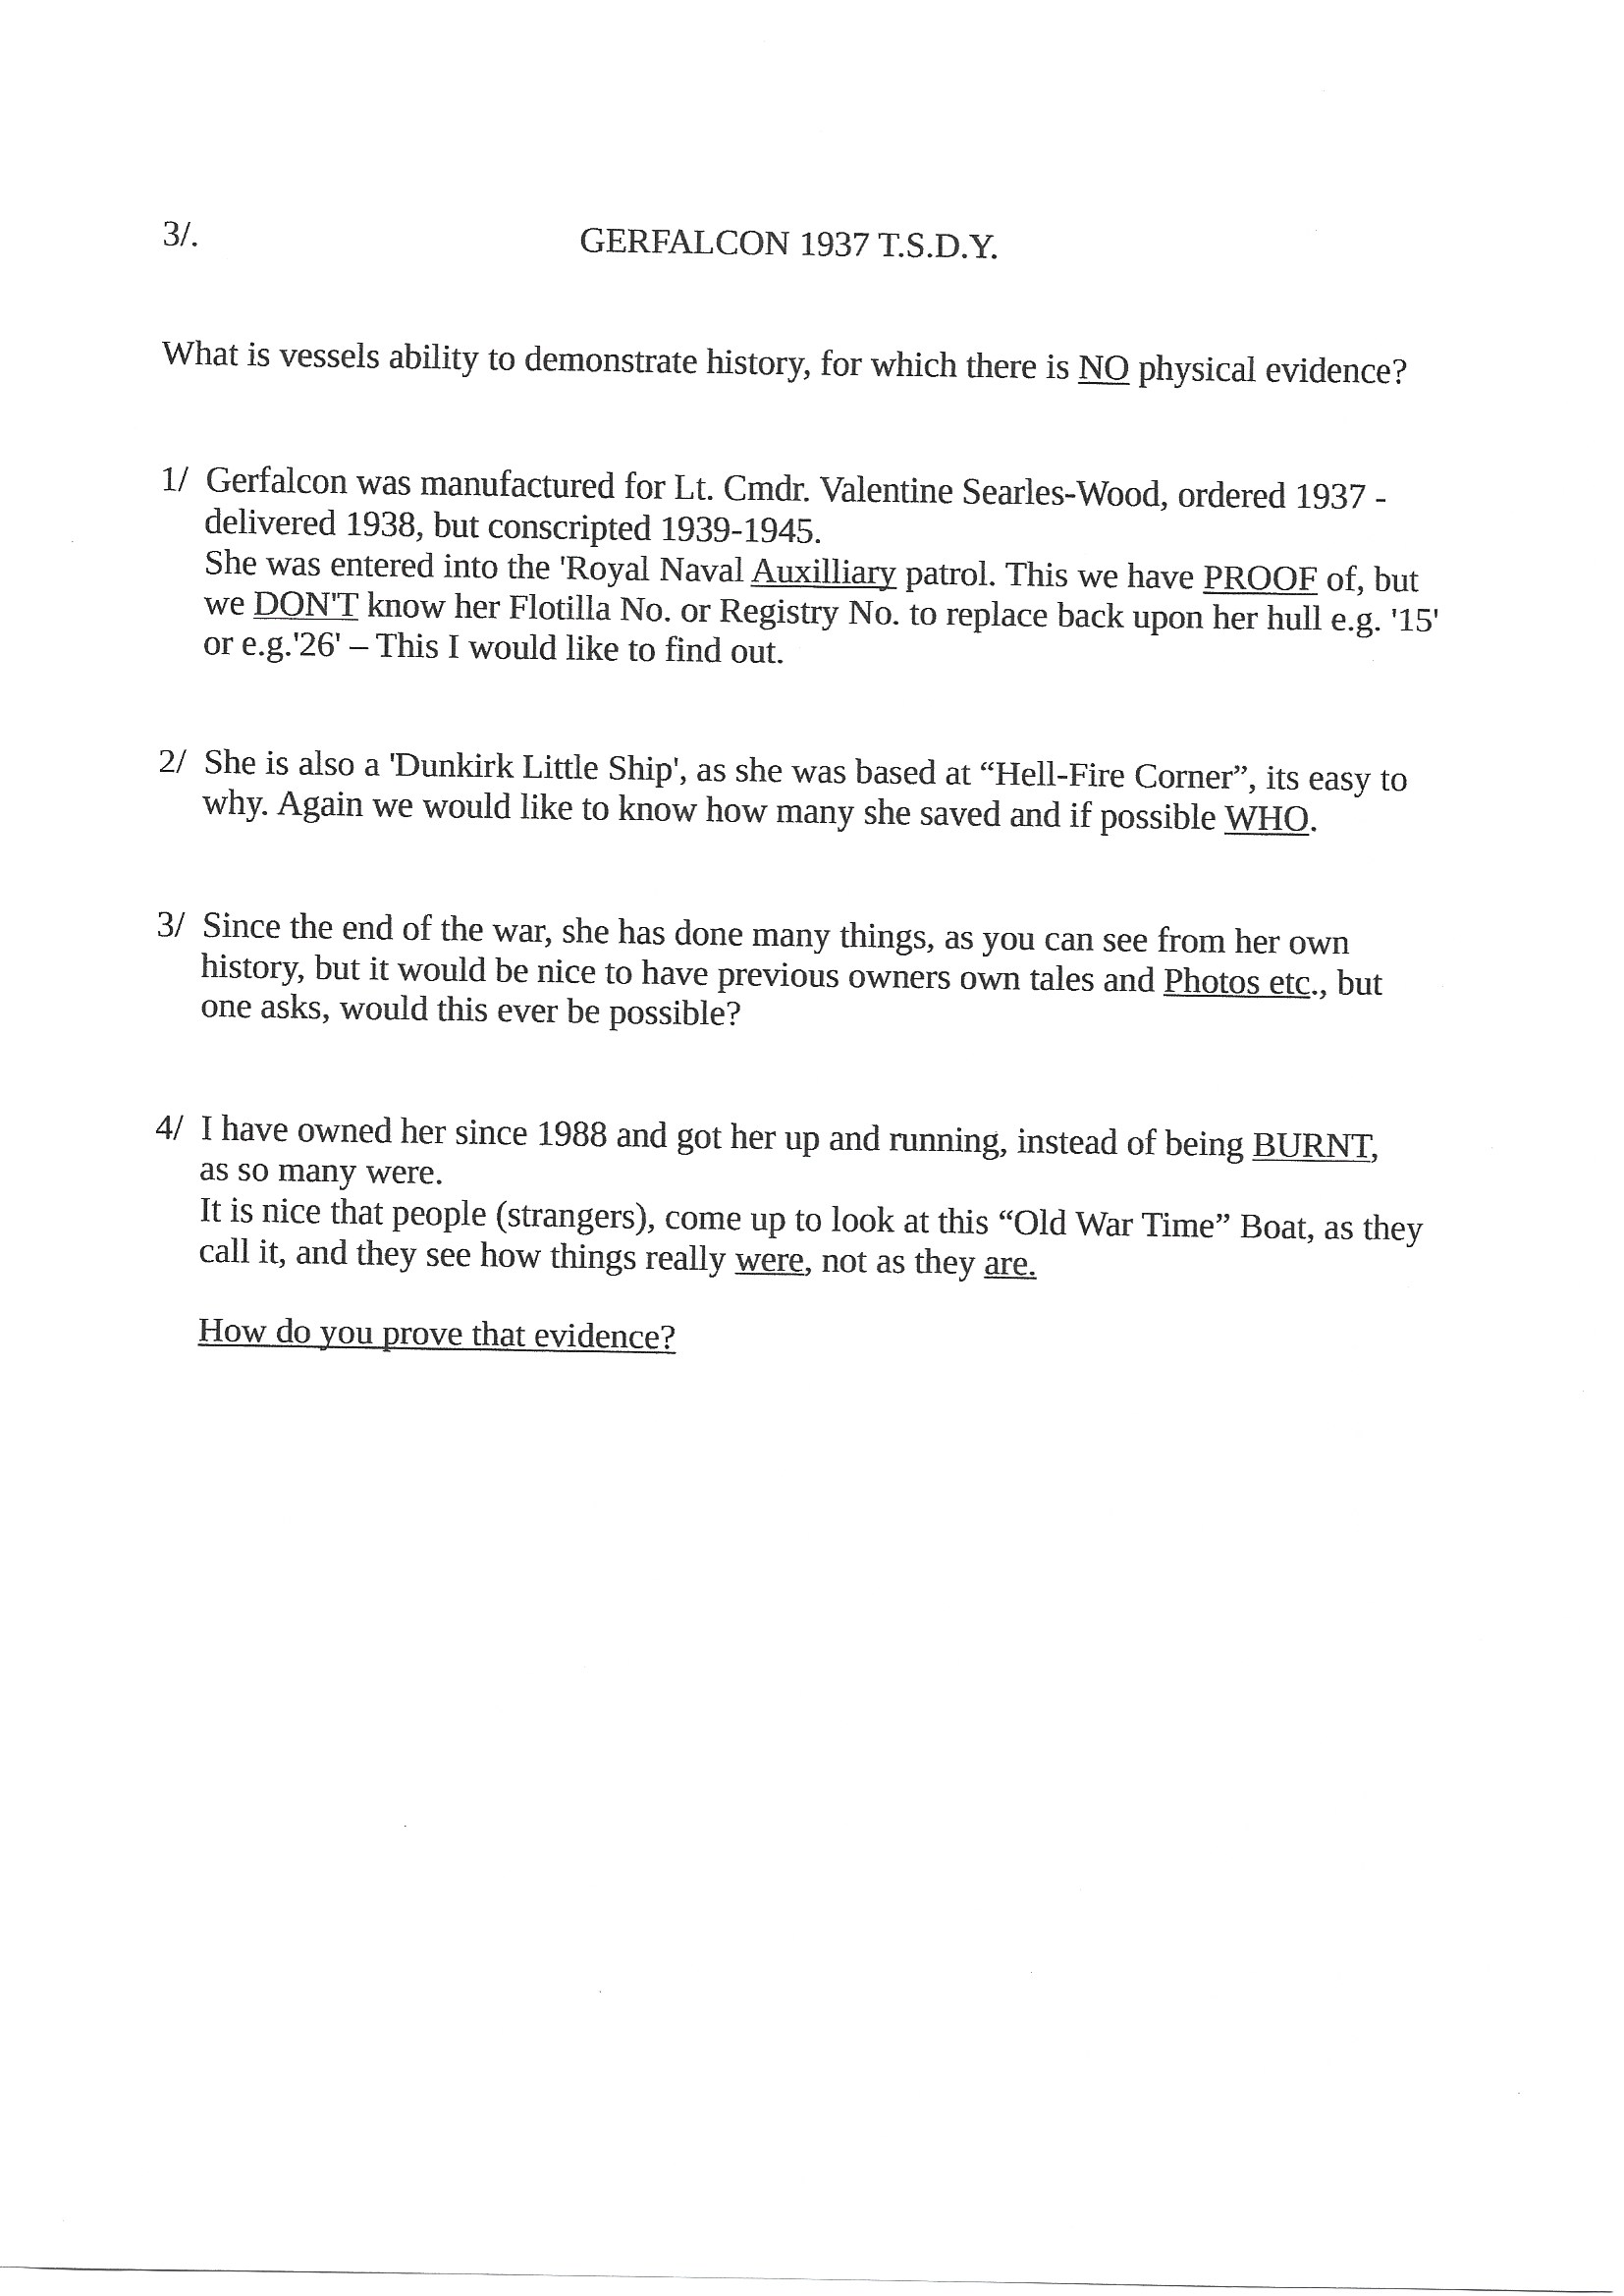 3/.
GERFALCON 1937 T.S.D.Y.
What is vessels ability to demonstrate history, for which there is NO physical evidence?
1/ Gerfalcon was manufactured for Lt. Cmdr. Valentine Searles-Wood, ordered 1937 -
delivered 1938, but conscripted 1939-1945.
She was entered into the 'Royal Naval Auxilliary patrol. This we have PROOF of, but
we DON'T know her Flotilla No. or Registry No. to replace back upon her hull e.g. '15'
or e.g.'26' – This I would like to find out.
2/ She is also a 'Dunkirk Little Ship', as she was based at “Hell-Fire Corner”, its easy to
why. Again we would like to know how many she saved and if possible WHO.
3/ Since the end of the war, she has done many things, as you can see from her own
history, but it would be nice to have previous owners own tales and Photos etc., but
one asks, would this ever be possible?
4/ I have owned her since 1988 and got her up and running, instead of being BURNT,
as so many were.
It is nice that people (strangers), come up to look at this “Old War Time” Boat, as they
call it, and they see how things really were, not as they are.
How do you prove that evidence?